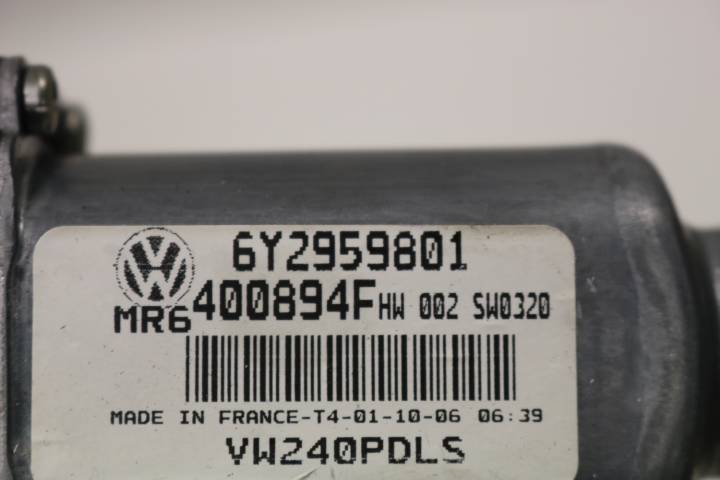 6Y2959801
MR6 400894F HW 002 SW0320
MADE IN FRANCE-T4-01-10-06 06:39
VW240PDLS